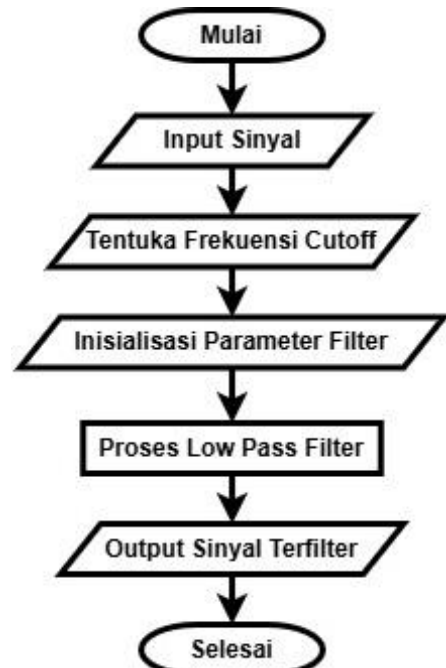 Mulai
Input Sinyal
Tentuka Frekuensi Cutoff
Inisialisasi Parameter Filter
Proses Low Pass Filter
Output Sinyal Terfilter
Selesai